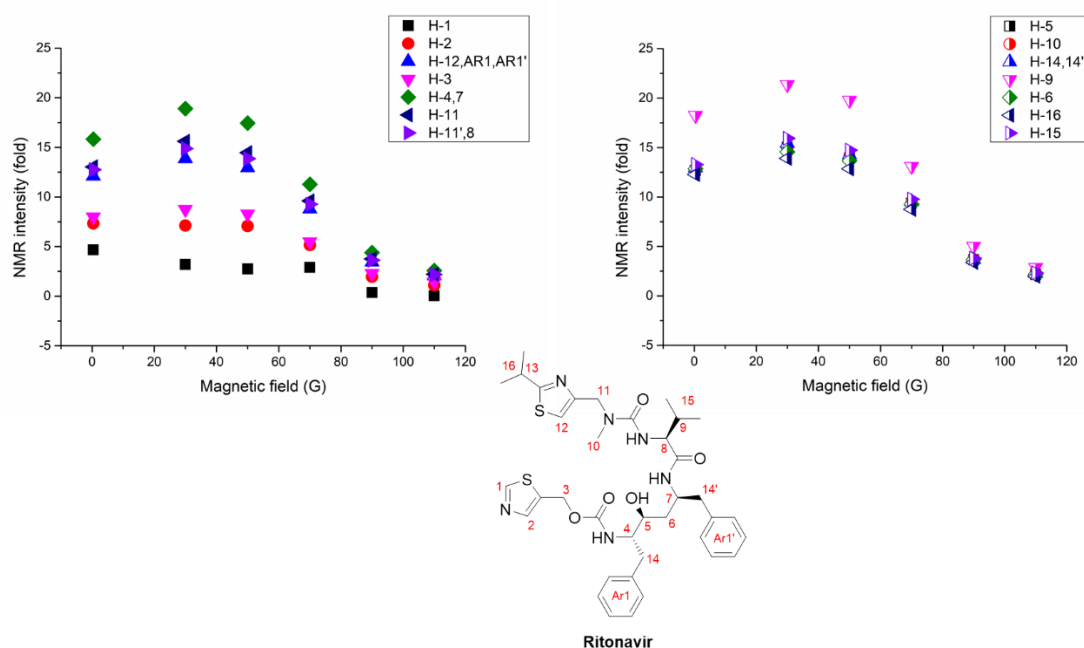 H-1
H-2
H-12,AR1,AR1'
H-3
H-4,7
H-11
H-11',8
25
20
15
10
5
0
-5
NMR intensity (fold)
0 20 40 60 80 100 120
Magnetic field (G)
H-5
H-10
H-14,14'
H-9
H-6
H-16
H-15
25
20
15
10
5
0
-5
NMR intensity (fold)
0 20 40 60 80 100 120
Magnetic field (G)
16 13 N 11 O 15
S 12 N HN 9
10 8 O
1 S 3 HN 14'
N O OH 7
2 O 5 6
HN 4 Ar1'
14
Ar1
Ritonavir